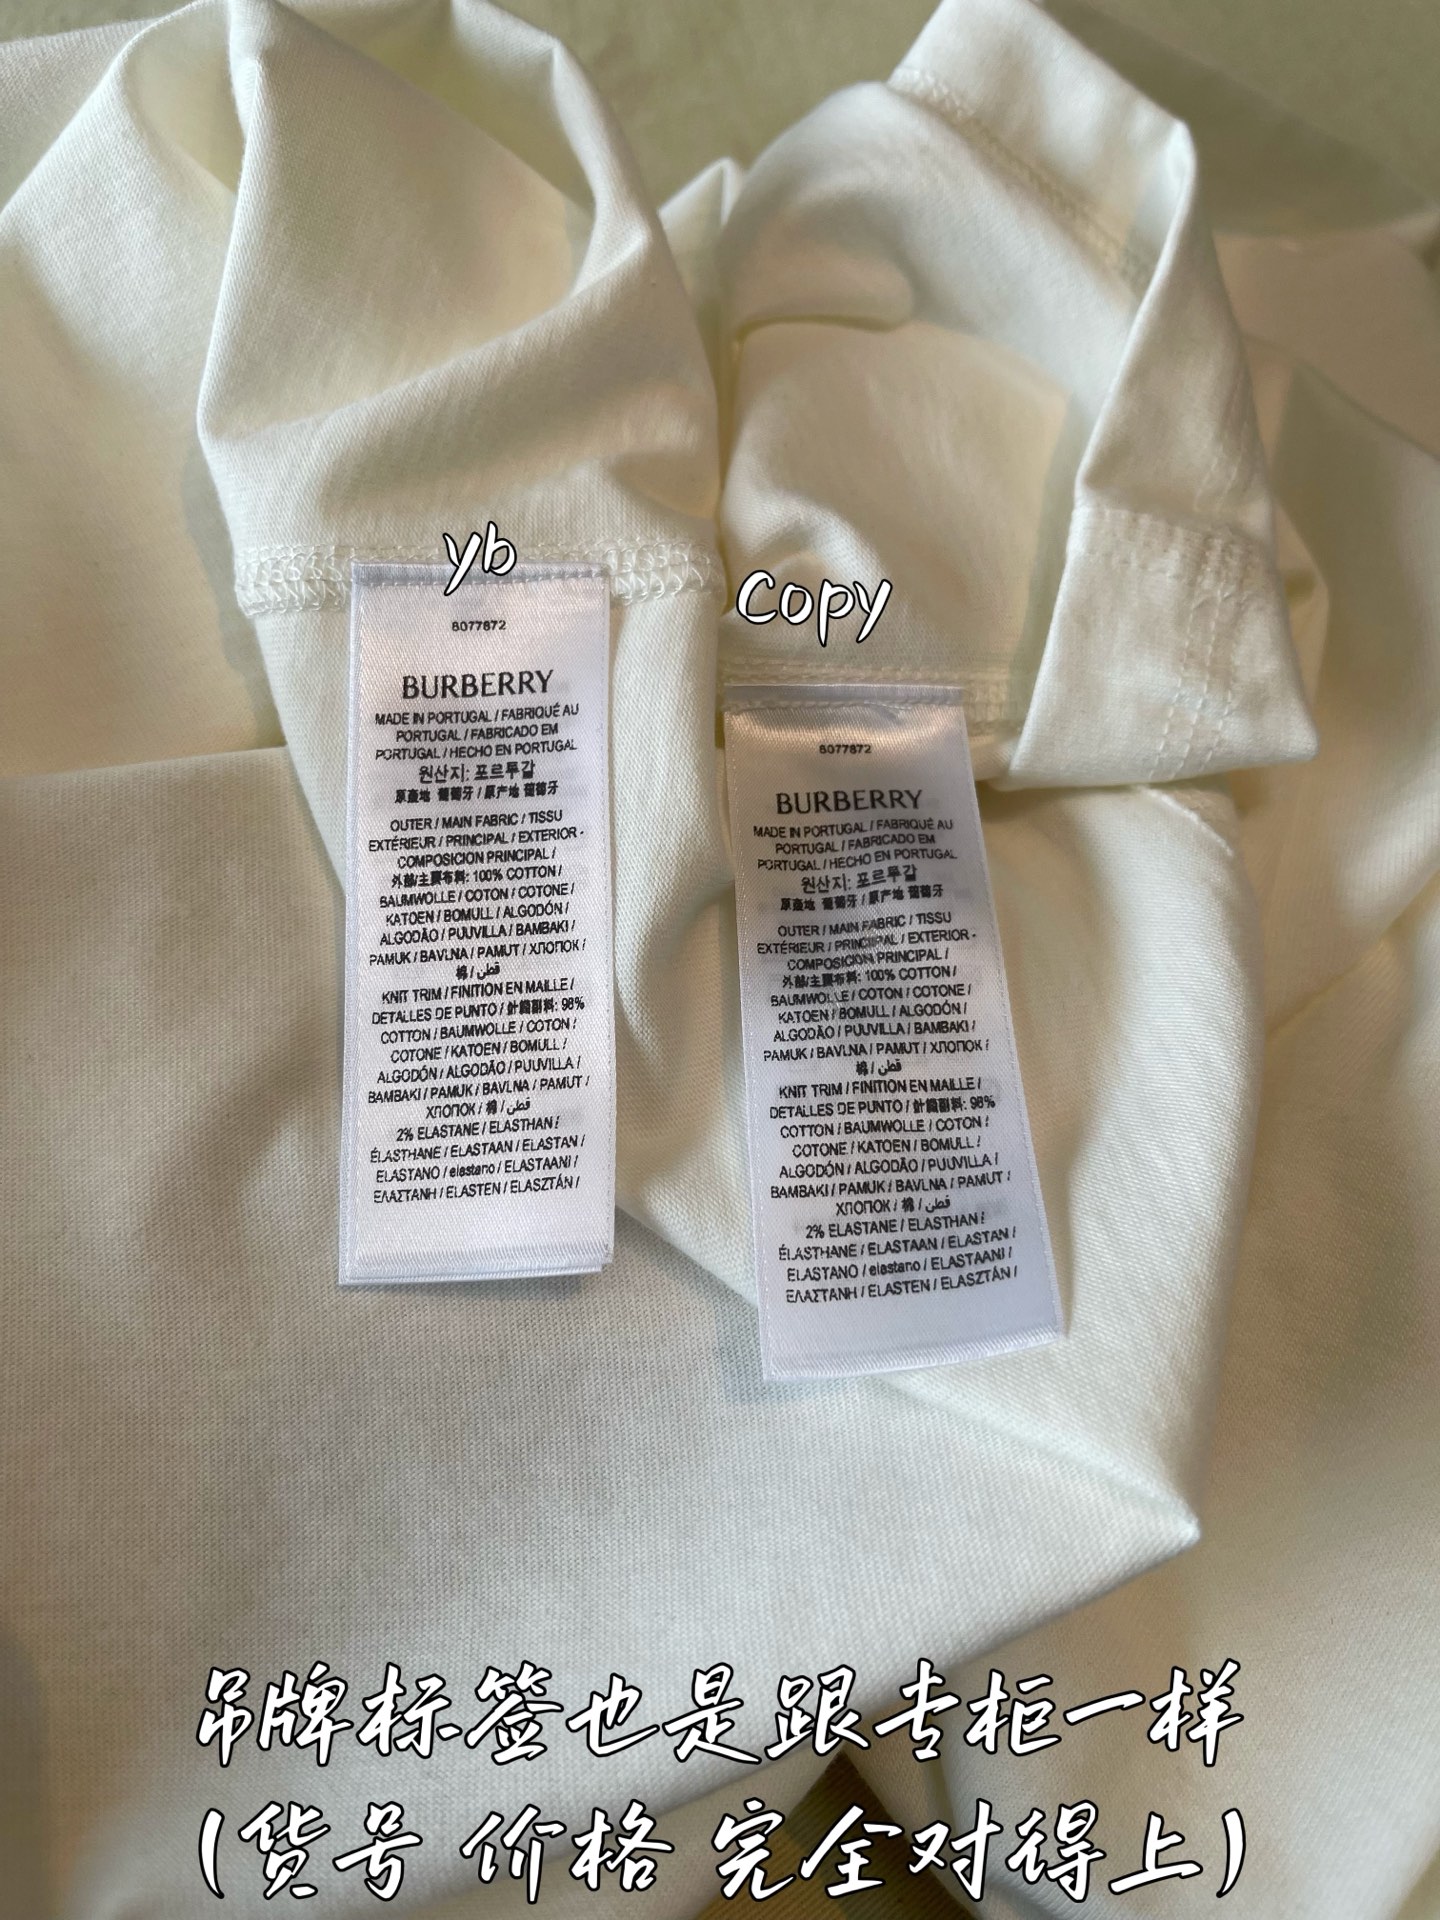 yb
8077872
BURBERRY
MADE IN PORTUGAL / FABRIQUÉ AU
PORTUGAL / FABRICADO EM
PORTUGAL / HECHO EN PORTUGAL
원산지: 포르투갈
原產地 葡萄牙 / 原产地 葡萄牙
OUTER / MAIN FABRIC / TISSU
EXTÉRIEUR / PRINCIPAL / EXTERIOR -
COMPOSICION PRINCIPAL /
外部/主要布料: 100% COTTON /
BAUMWOLLE / COTON / COTONE /
KATOEN / BOMULL / ALGODÓN /
ALGODÃO / PUUVILLA / BAMBAKI /
PAMUK / BAVLNA / PAMUT / ХЛОПОК /
棉 / قطن /
KNIT TRIM / FINITION EN MAILLE /
DETALLES DE PUNTO / 針織副料: 98%
COTTON / BAUMWOLLE / COTON /
COTONE / KATOEN / BOMULL /
ALGODÓN / ALGODÃO / PUUVILLA /
BAMBAKI / PAMUK / BAVLNA / PAMUT /
ХЛОПОК / 棉 / قطن /
2% ELASTANE / ELASTHAN /
ÉLASTHANE / ELASTAAN / ELASTAN /
ELASTANO / elastano / ELASTAANI /
ΕΛΑΣΤΑΝΗ / ELASTEN / ELASZTÁN /
Copy
8077872
BURBERRY
MADE IN PORTUGAL / FABRIQUÉ AU
PORTUGAL / FABRICADO EM
PORTUGAL / HECHO EN PORTUGAL
원산지: 포르투갈
原產地 葡萄牙 / 原产地 葡萄牙
OUTER / MAIN FABRIC / TISSU
EXTÉRIEUR / PRINCIPAL / EXTERIOR -
COMPOSICION PRINCIPAL /
外部/主要布料: 100% COTTON /
BAUMWOLLE / COTON / COTONE /
KATOEN / BOMULL / ALGODÓN /
ALGODÃO / PUUVILLA / BAMBAKI /
PAMUK / BAVLNA / PAMUT / ХЛОПОК /
棉 / قطن /
KNIT TRIM / FINITION EN MAILLE /
DETALLES DE PUNTO / 針織副料: 98%
COTTON / BAUMWOLLE / COTON /
COTONE / KATOEN / BOMULL /
ALGODÓN / ALGODÃO / PUUVILLA /
BAMBAKI / PAMUK / BAVLNA / PAMUT /
ХЛОПОК / 棉 / قطن /
2% ELASTANE / ELASTHAN /
ÉLASTHANE / ELASTAAN / ELASTAN /
ELASTANO / elastano / ELASTAANI /
ΕΛΑΣΤΑΝΗ / ELASTEN / ELASZTÁN /
吊牌标签也是跟专柜一样
(货号 价格 完全对得上)